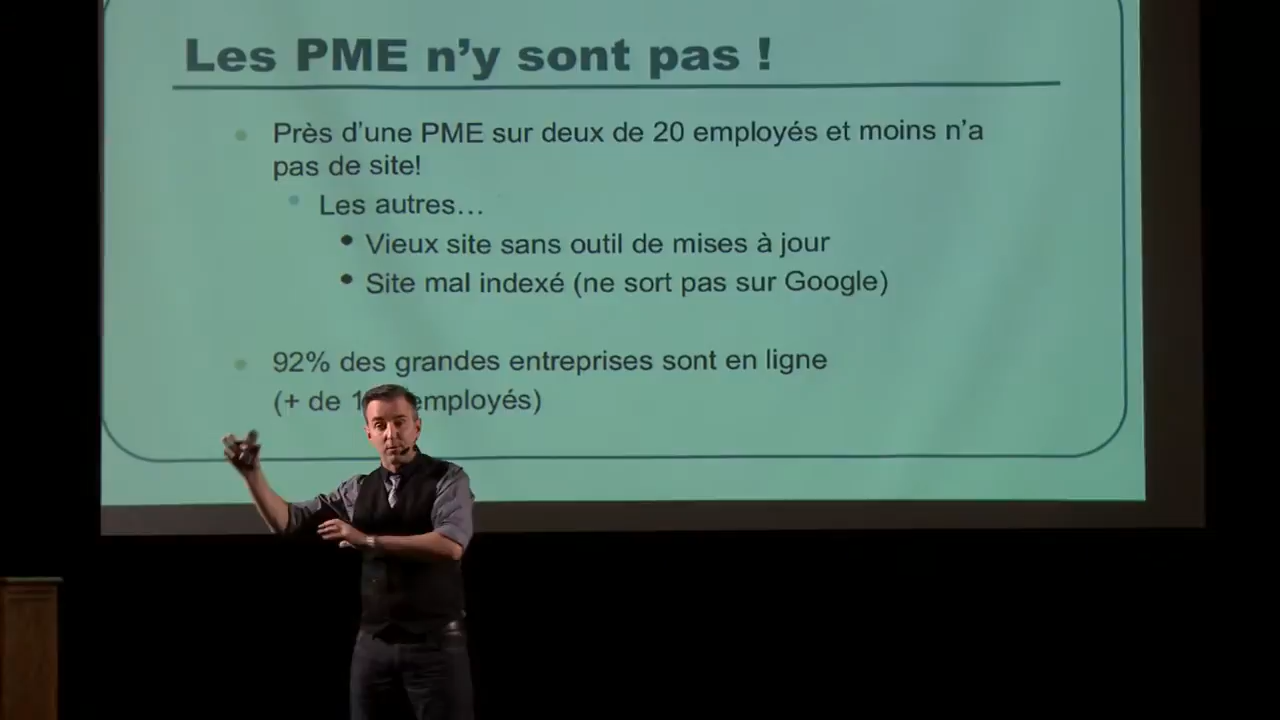 Les PME n'y sont pas !
Près d'une PME sur deux de 20 employés et moins n'a
pas de site!
Les autres…
Vieux site sans outil de mises à jour
Site mal indexé (ne sort pas sur Google)
92% des grandes entreprises sont en ligne
(+ de employés)